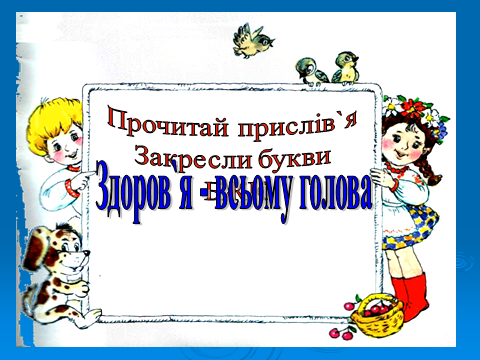 Прочитай прислів`я
Закресли букви
Здоров`я - всьому голова